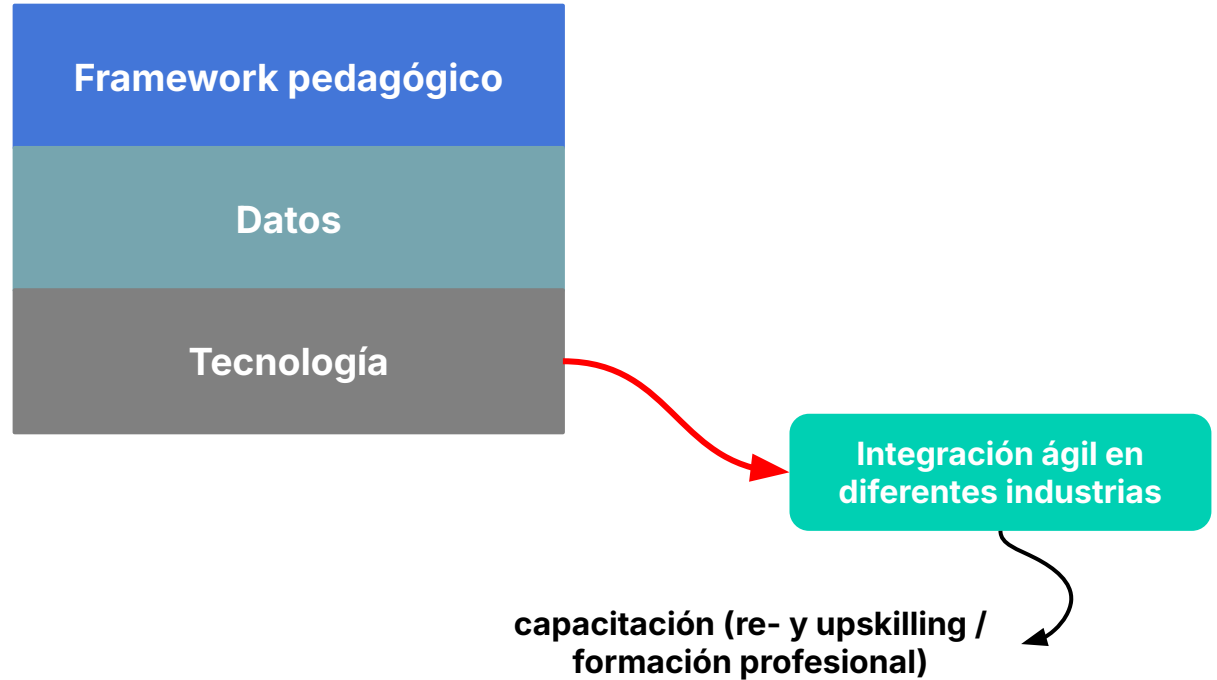 Framework pedagógico
Datos
Tecnología
Integración ágil en
diferentes industrias
capacitación (re- y upskilling /
formación profesional)